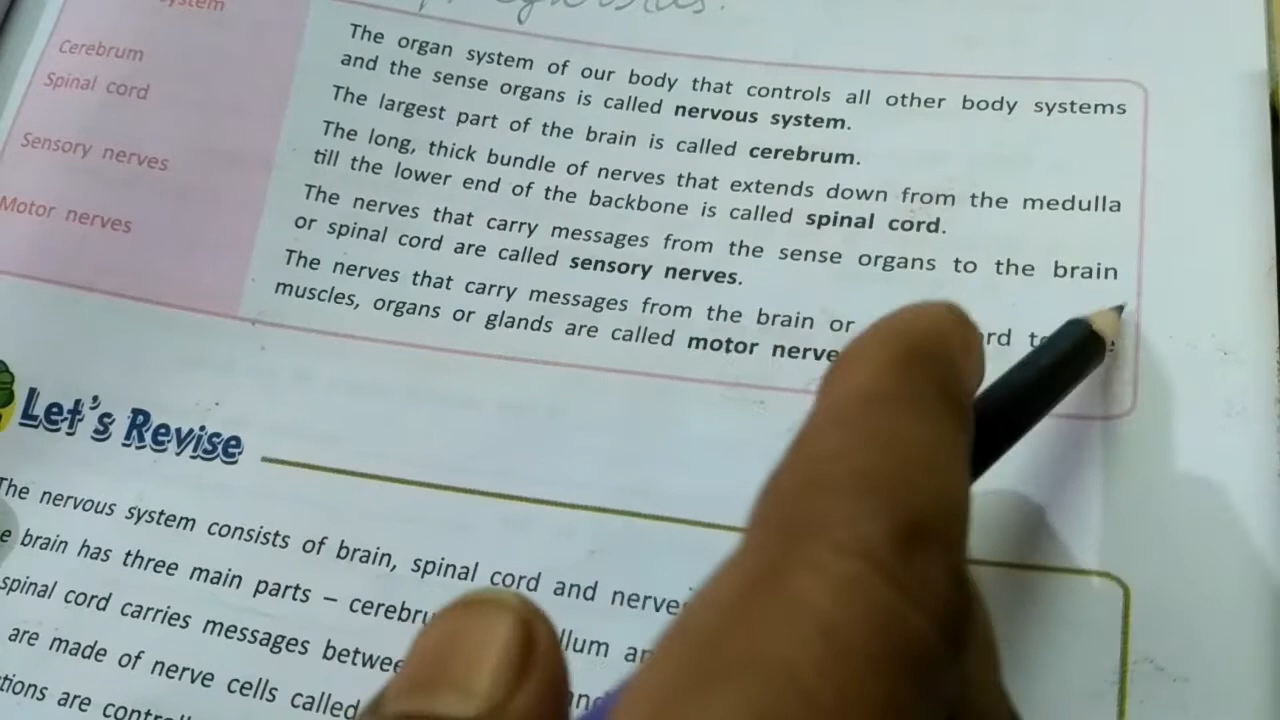 Cerebrum
Spinal cord
Sensory nerves
Motor nerves
The organ system of our body that controls all other body systems
and the sense organs is called nervous system.
The largest part of the brain is called cerebrum.
The long, thick bundle of nerves that extends down from the medulla
till the lower end of the backbone is called spinal cord.
The nerves that carry messages from the sense organs to the brain
or spinal cord are called sensory nerves.
The nerves that carry messages from the brain or
muscles, organs or glands are called motor
Let's Revise
The nervous system consists of brain, spinal cord and
brain has three main parts –
spinal cord carries messages
are made of nerve cells called
are